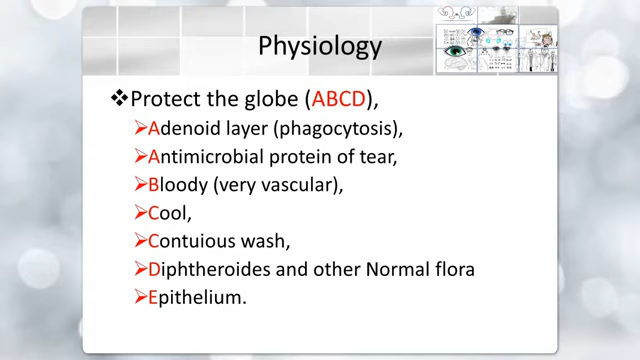 Physiology
❖Protect the globe (ABCD),
➢Adenoid layer (phagocytosis),
➢Antimicrobial protein of tear,
➢Bloody (very vascular),
➢Cool,
➢Contuious wash,
➢Diphtheroides and other Normal flora
➢Epithelium.